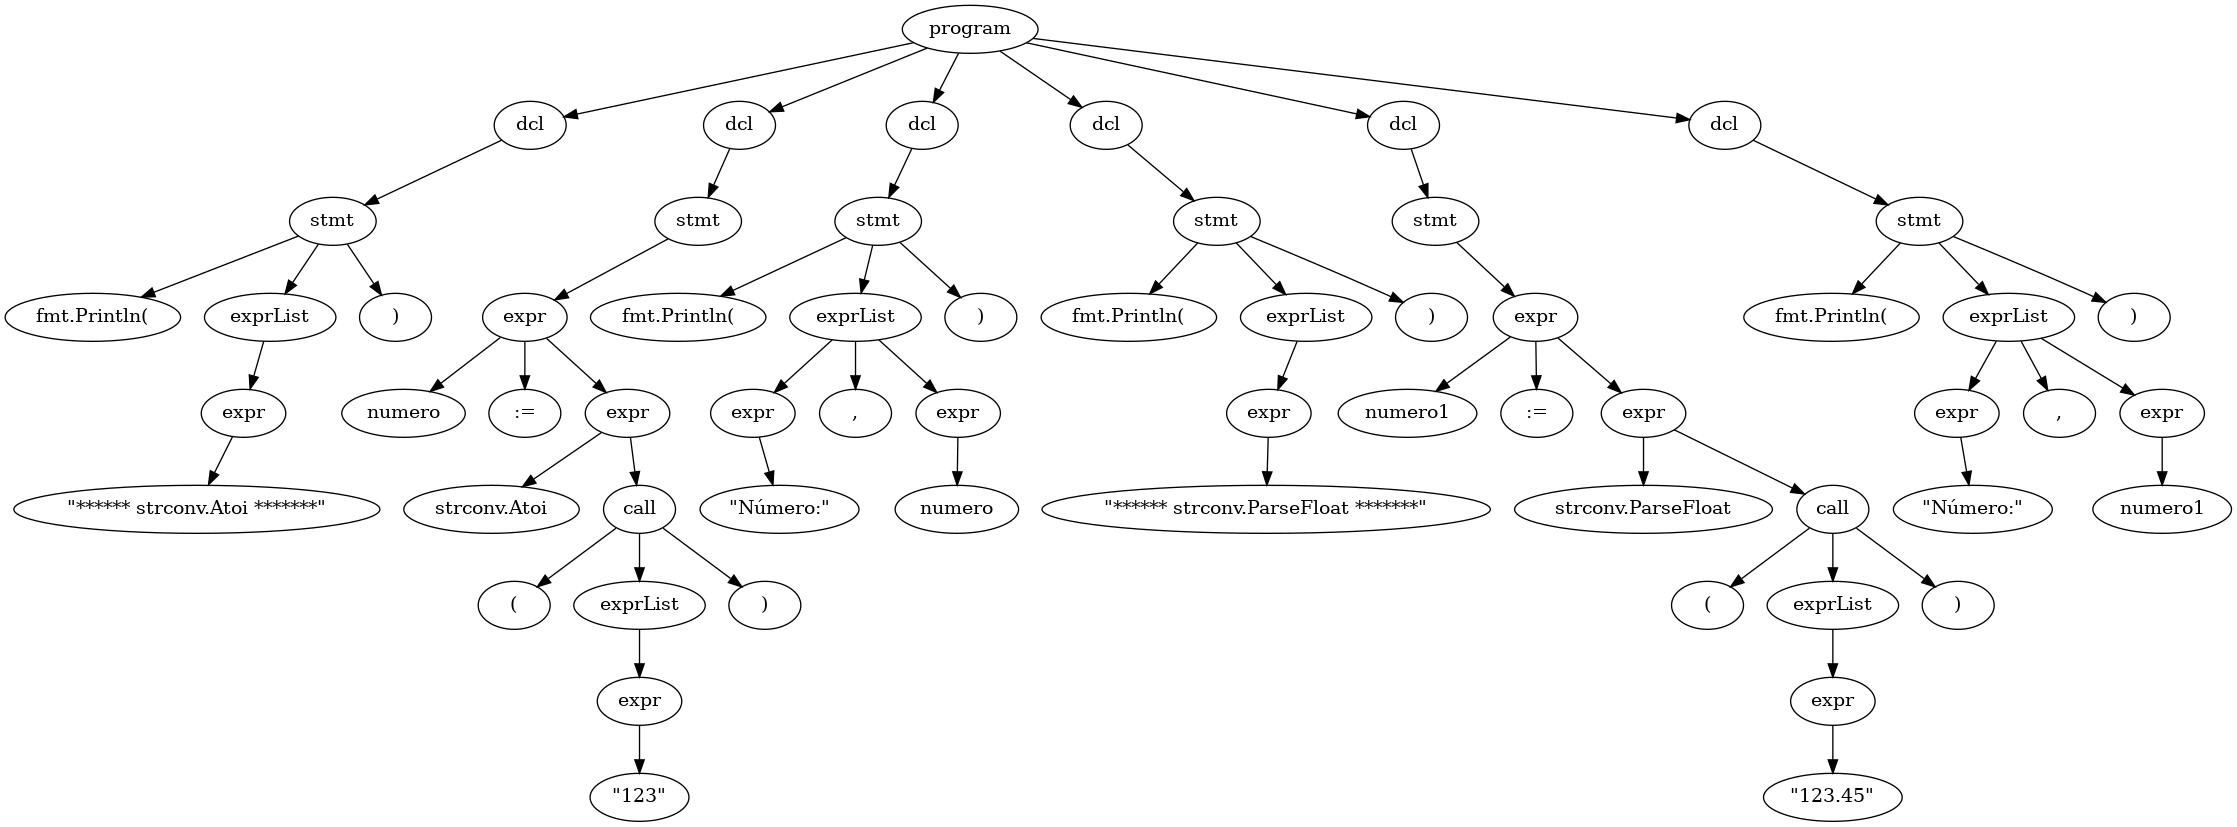 program
dcl dcl dcl dcl dcl dcl
stmt stmt stmt stmt stmt stmt
fmt.Println( exprList ) expr fmt.Println( exprList ) fmt.Println( exprList ) expr fmt.Println( exprList )
expr numero := expr expr , expr expr numero1 := expr expr , expr
"****** strconv.Atoi *******" strconv.Atoi call "Número:" numero "****** strconv.ParseFloat *******" strconv.ParseFloat call "Número:" numero1
( exprList ) ( exprList )
expr expr
"123" "123.45"